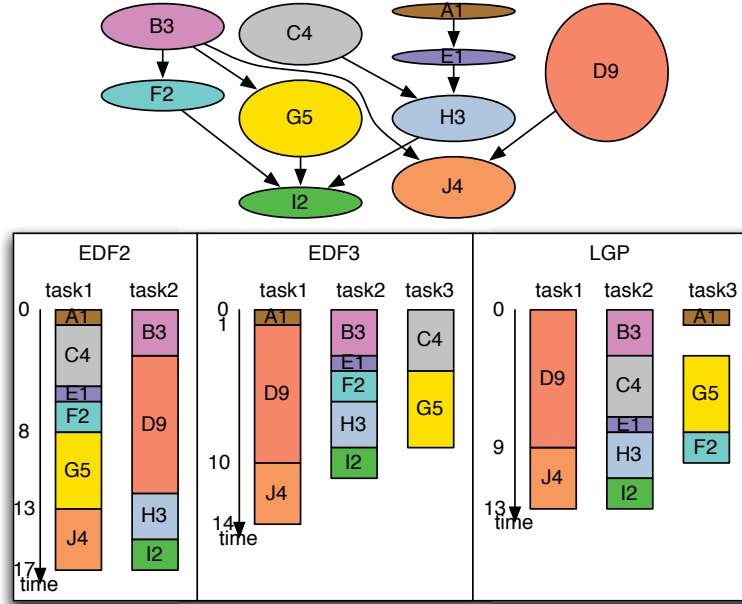 B3 C4 A1
E1
F2 G5 H3 D9
I2 J4
EDF2 EDF3 LGP
task1 task2 task1 task2 task3 task1 task2 task3
0 A1 B3 0 A1 B3 C4 0 D9 B3 A1
1
C4 D9 E1 C4 G5
E1 D9 F2 G5 E1
F2 H3 H3 F2
8 9
G5 10 I2 J4 I2
13 H3 J4 13
J4 I2 14 time
17 time
time